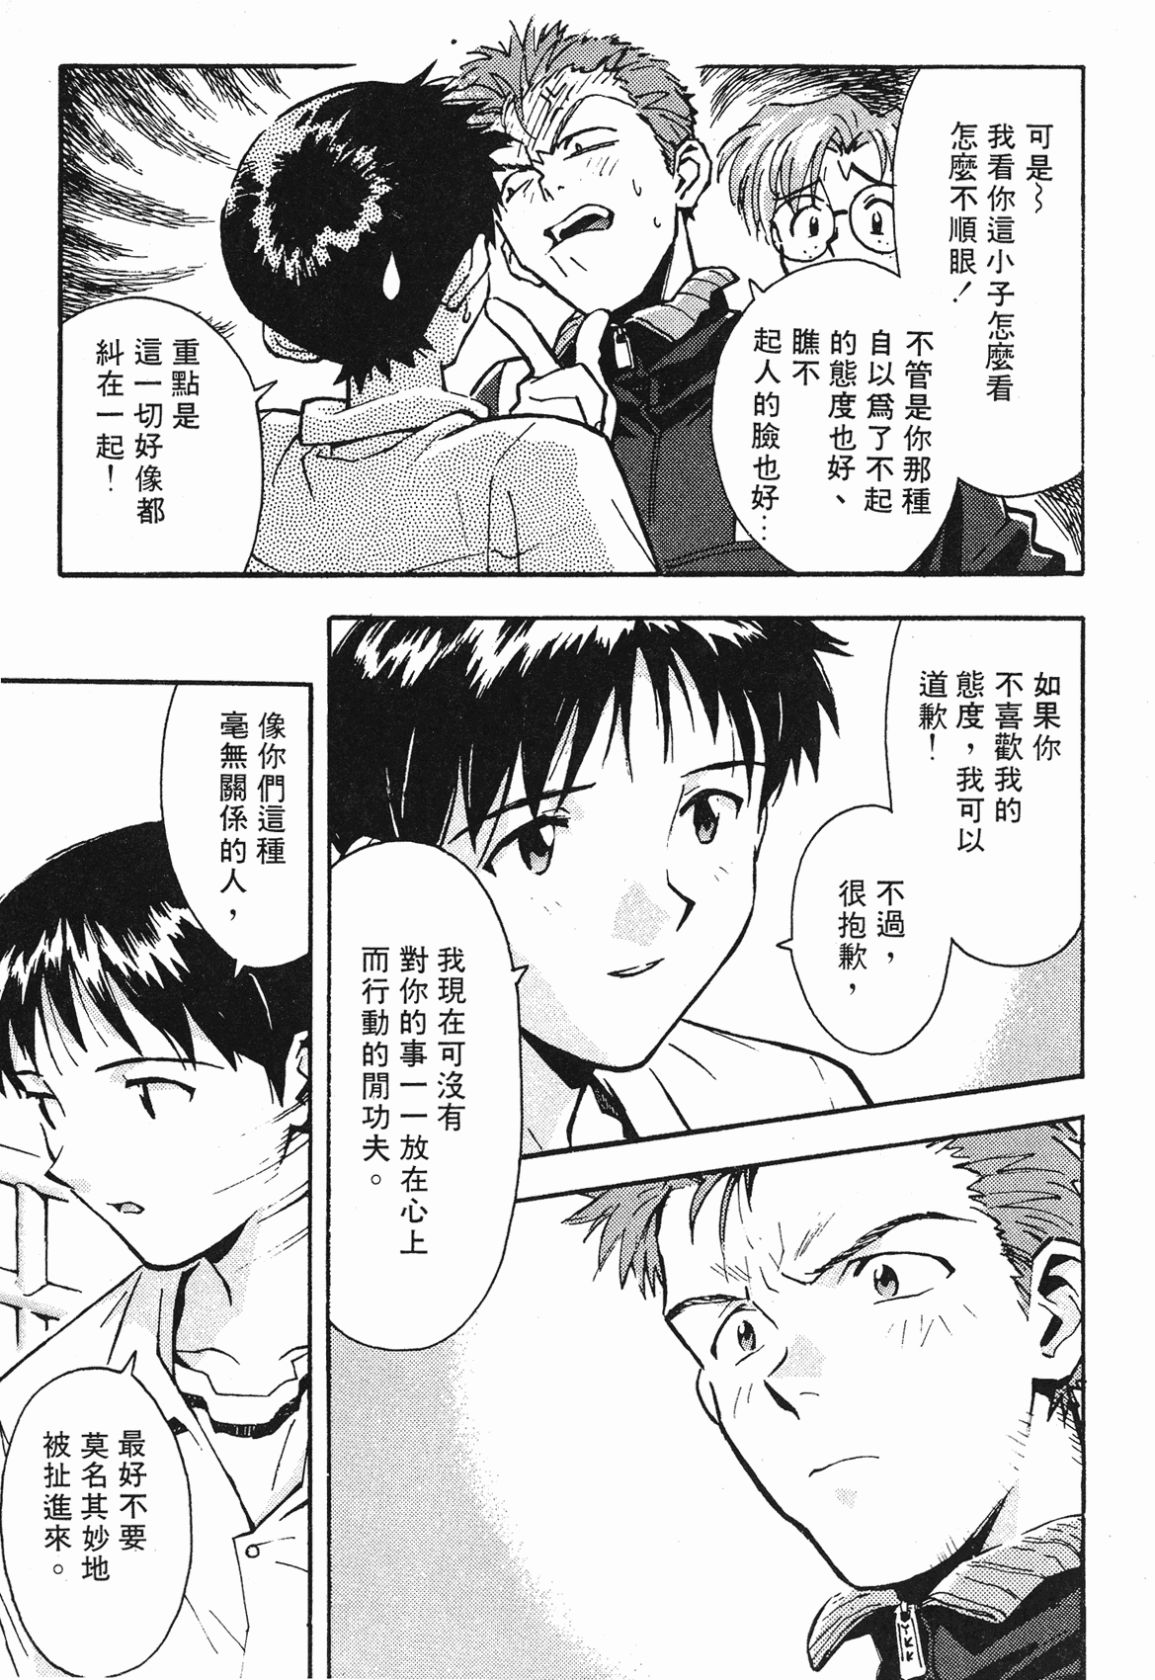 可是～
我看你這小子怎麼看
怎麼不順眼！
不管是你那種
自以爲了不起
的態度也好、
瞧不
起人的臉也好…
重點是
這一切好像都
糾在一起！
如果你
不喜歡我的
態度，我可以
道歉！
不過，
很抱歉，
我現在可沒有
對你的事一一放在心上
而行動的閒功夫。
像你們這種
毫無關係的人，
最好不要
莫名其妙地
被扯進來。
YKK